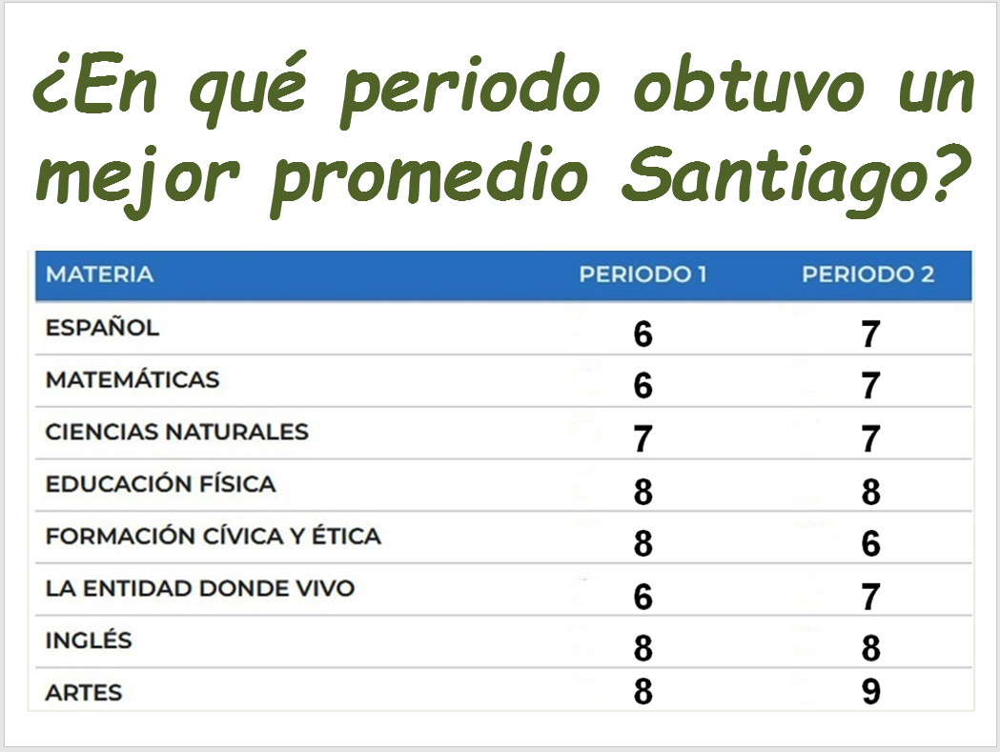 ¿En qué periodo obtuvo un
mejor promedio Santiago?
MATERIA PERIODO 1 PERIODO 2
ESPAÑOL 6 7
MATEMÁTICAS 6 7
CIENCIAS NATURALES 7 7
EDUCACIÓN FÍSICA 8 8
FORMACIÓN CÍVICA Y ÉTICA 8 6
LA ENTIDAD DONDE VIVO 6 7
INGLÉS 8 8
ARTES 8 9